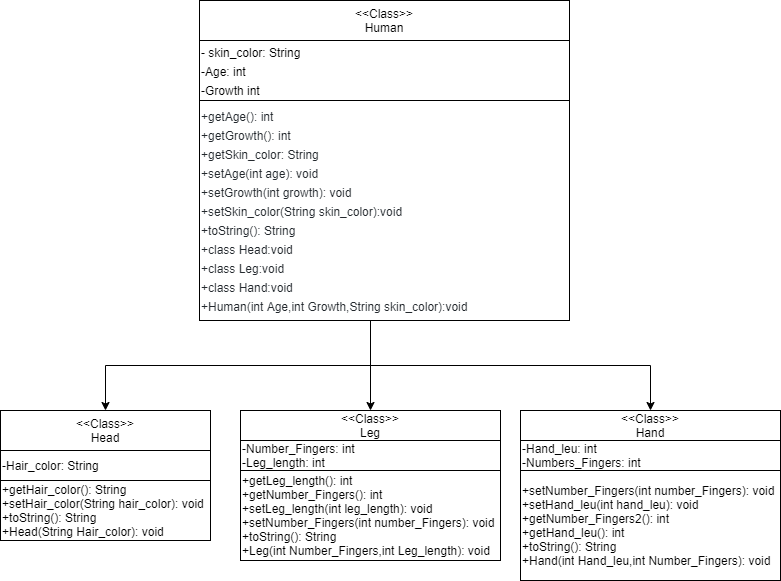 <<Class>>
Human
- skin_color: String
-Age: int
-Growth int
+getAge(): int
+getGrowth(): int
+getSkin_color: String
+setAge(int age): void
+setGrowth(int growth): void
+setSkin_color(String skin_color):void
+toString(): String
+class Head:void
+class Leg:void
+class Hand:void
+Human(int Age,int Growth,String skin_color):void
<<Class>>
Head
-Hair_color: String
+getHair_color(): String
+setHair_color(String hair_color): void
+toString(): String
+Head(String Hair_color): void
<<Class>>
Leg
-Number_Fingers: int
-Leg_length: int
+getLeg_length(): int
+getNumber_Fingers(): int
+setLeg_length(int leg_length): void
+setNumber_Fingers(int number_Fingers): void
+toString(): String
+Leg(int Number_Fingers,int Leg_length): void
<<Class>>
Hand
-Hand_leu: int
-Numbers_Fingers: int
+setNumber_Fingers(int number_Fingers): void
+setHand_leu(int hand_leu): void
+getNumber_Fingers2(): int
+getHand_leu(): int
+toString(): String
+Hand(int Hand_leu,int Number_Fingers): void